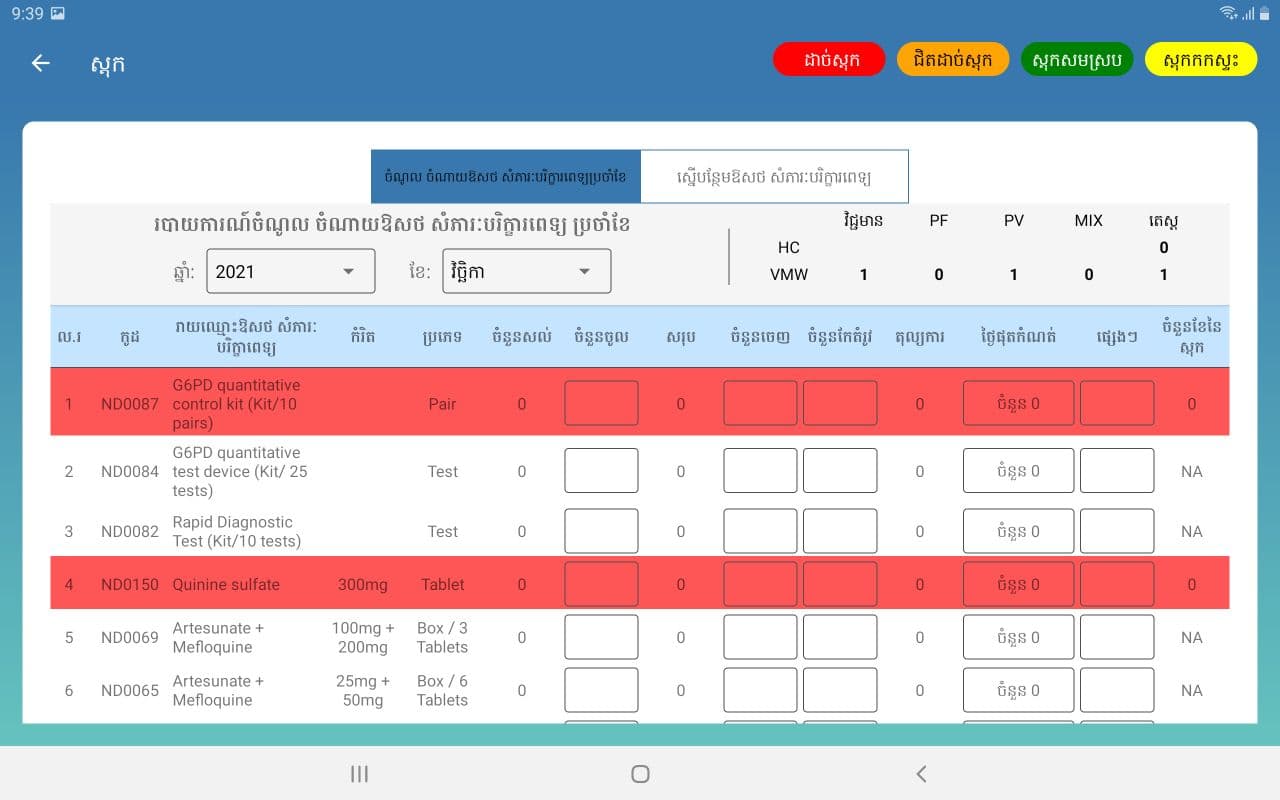 9:39
ស្តុក
ដាច់ស្តុក
ជិតដាច់ស្តុក
ស្តុកសមស្រប
ស្តុកកកស្ទះ
ចំណូល ចំណាយឱសថ សំភារៈបរិក្ខារពេទ្យប្រចាំខែ
ស្នើបន្ថែមឱសថ សំភារៈបរិក្ខារពេទ្យ
របាយការណ៍ចំណូល ចំណាយឱសថ សំភារៈបរិក្ខារពេទ្យ ប្រចាំខែ
ឆ្នាំ: 2021 ខែ: វិច្ឆិកា
វិជ្ជមាន PF PV MIX តេស្ត
HC 0
VMW 1 0 1 0 1
ល.រ កូដ រាយឈ្មោះឱសថ សំភារៈ បរិក្ខាពេទ្យ កំរិត ប្រភេទ ចំនួនសល់ ចំនួនចូល សរុប ចំនួនចេញ ចំនួនកែតំរូវ តុល្យការ ថ្ងៃផុតកំណត់ ផ្សេងៗ ចំនួនខែនៃ ស្តុក
1 ND0087 G6PD quantitative control kit (Kit/10 pairs) Pair 0 0 0 ចំនួន 0 0
2 ND0084 G6PD quantitative test device (Kit/ 25 tests) Test 0 0 0 ចំនួន 0 NA
3 ND0082 Rapid Diagnostic Test (Kit/10 tests) Test 0 0 0 ចំនួន 0 NA
4 ND0150 Quinine sulfate 300mg Tablet 0 0 0 ចំនួន 0 0
5 ND0069 Artesunate + Mefloquine 100mg + 200mg Box / 3 Tablets 0 0 0 ចំនួន 0 NA
6 ND0065 Artesunate + Mefloquine 25mg + 50mg Box / 6 Tablets 0 0 0 ចំនួន 0 NA